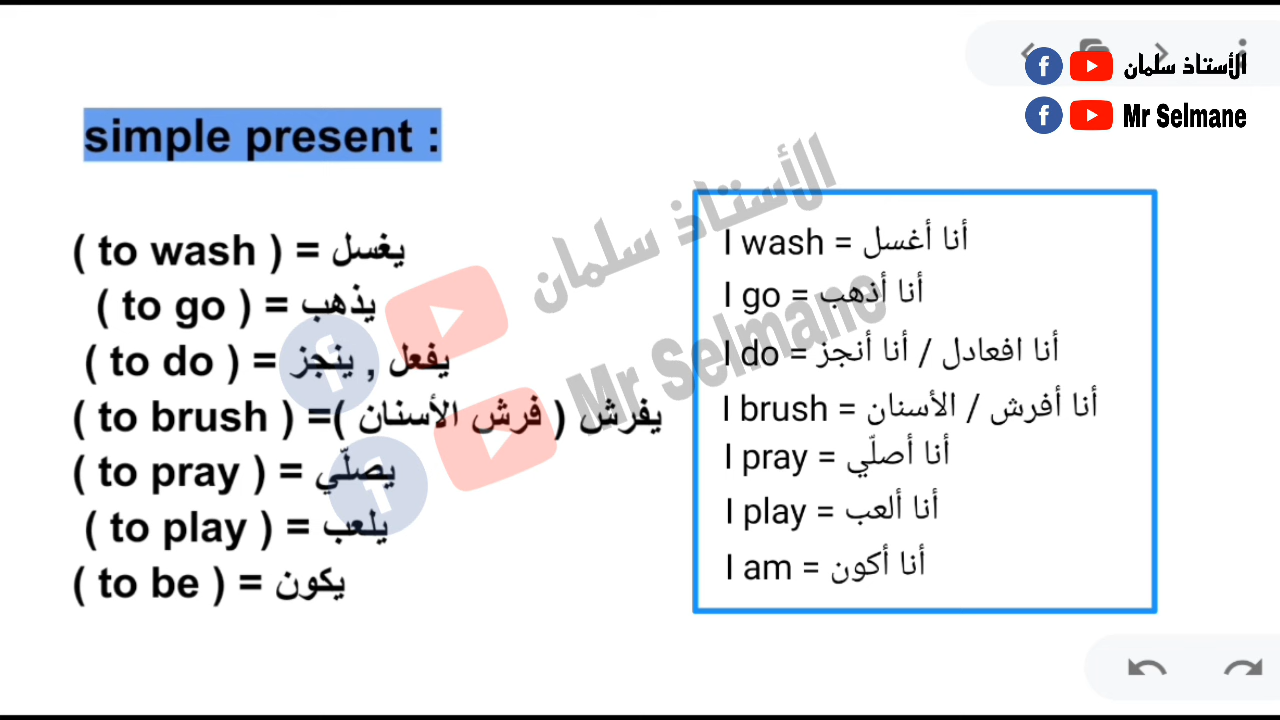 الأستاذ سلمان
Mr Selmane
simple present :
( to wash ) = يغسل
( to go ) = يذهب
( to do ) = يفعل , ينجز
( to brush ) =( يفرش ( فرش الأسنان
( to pray ) = يصلّي
( to play ) = يلعب
( to be ) = يكون
I wash = أنا أغسل
I go = أنا أذهب
I do = أنا افعادل / أنا أنجز
I brush = أنا أفرش / الأسنان
I pray = أنا أصلّي
I play = أنا ألعب
I am = أنا أكون
الأستاذ سلمان
Mr Selmane